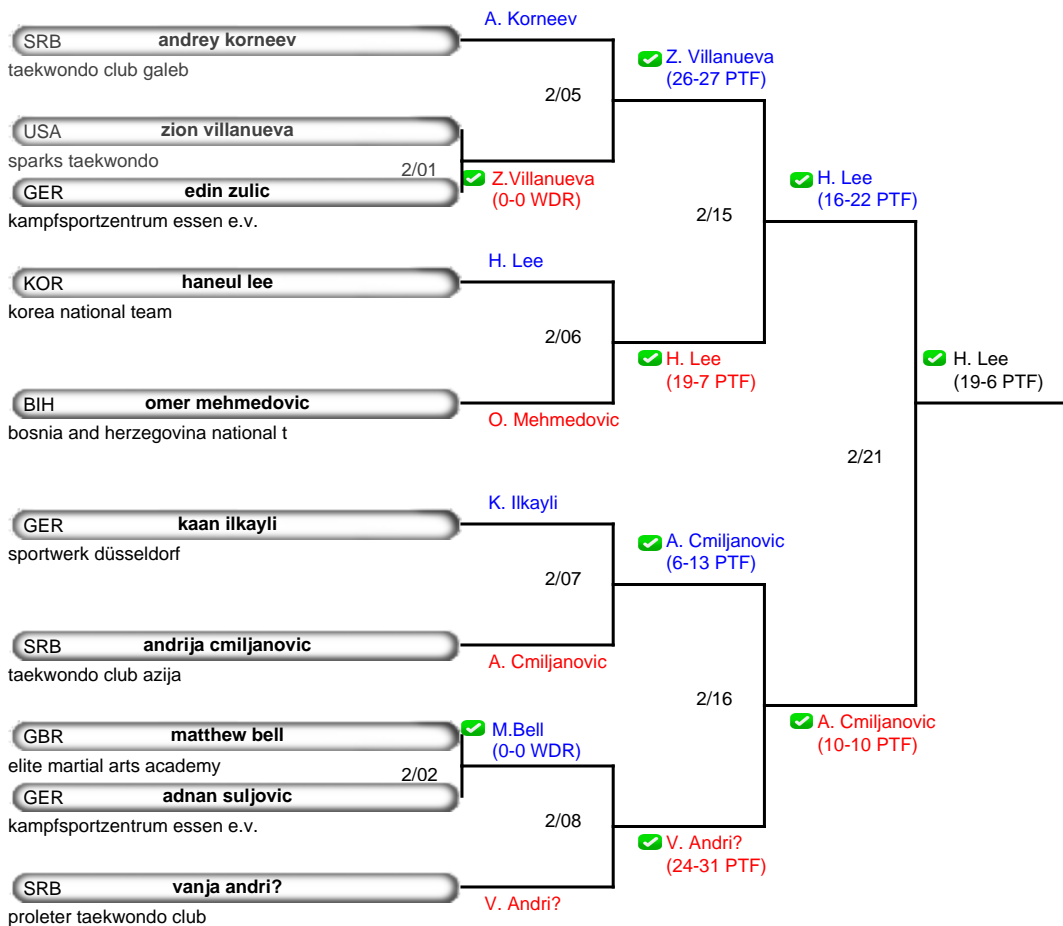 A. Korneev
SRB andrey korneev
taekwondo club galeb
Z. Villanueva
(26-27 PTF)
2/05
USA zion villanueva
sparks taekwondo
2/01
Z.Villanueva
(0-0 WDR)
GER edin zulic
kampfsportzentrum essen e.v.
H. Lee
(16-22 PTF)
2/15
H. Lee
KOR haneul lee
korea national team
2/06
H. Lee
(19-7 PTF)
H. Lee
(19-6 PTF)
BIH omer mehmedovic
O. Mehmedovic
bosnia and herzegovina national t
2/21
K. Ilkayli
GER kaan ilkayli
sportwerk düsseldorf
A. Cmiljanovic
(6-13 PTF)
2/07
SRB andrija cmiljanovic
A. Cmiljanovic
taekwondo club azija
2/16
A. Cmiljanovic
(10-10 PTF)
GBR matthew bell
M.Bell
(0-0 WDR)
elite martial arts academy
2/02
GER adnan suljovic
kampfsportzentrum essen e.v.
2/08
V. Andri?
(24-31 PTF)
SRB vanja andri?
V. Andri?
proleter taekwondo club